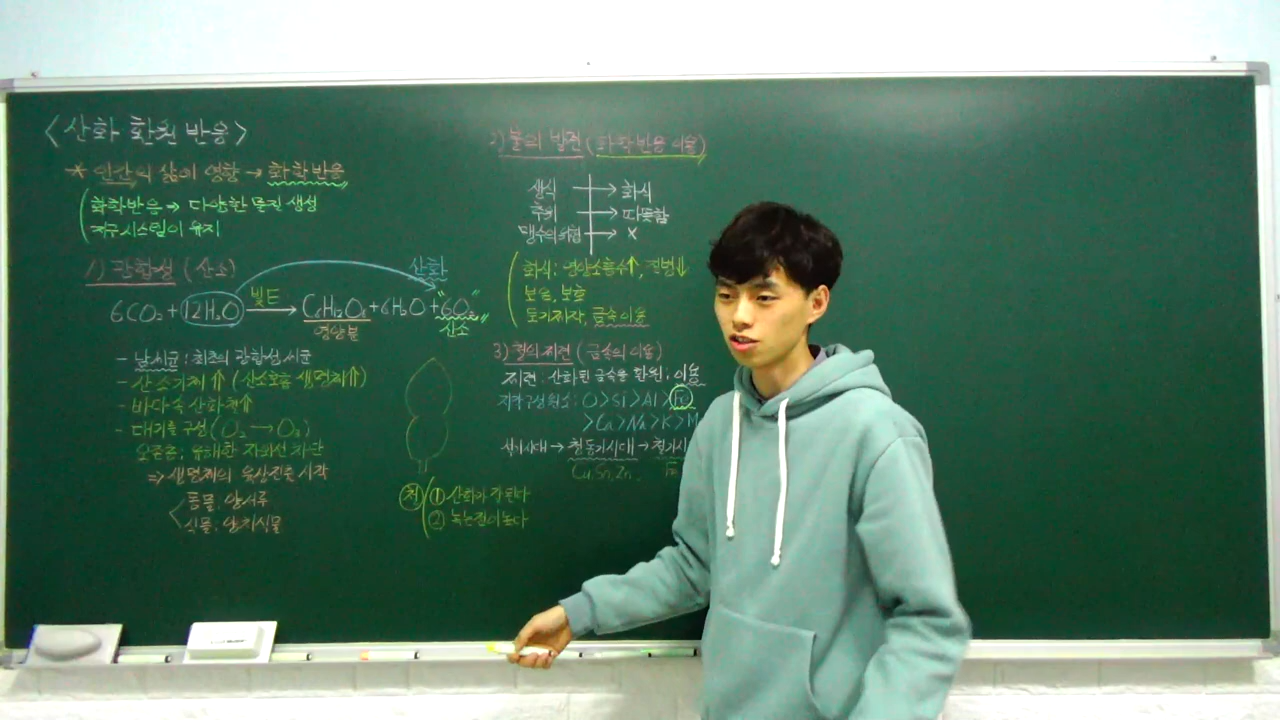 <산화 환원 반응>
* 인간의 삶에 영향 → 화학반응
화학반응 → 다양한 물질 생성
지구시스템이 유지
1) 광합성 (산소)
산화
6CO₂ + 12H₂O 빛E → C₆H₁₂O₆ + 6H₂O + "6O₂"
영양분 산소
- 남세균 : 최초의 광합성 세균
- 산소기체 ⇑ (산소호흡 생명체⇑)
- 바다 속 산화철↑
- 대기를 구성 (O₂ → O₃)
오존층 : 유해한 자외선 차단
⇒ 생명체의 육상진출 시작
동물 : 양서류
식물 : 양치식물
2) 불의 발견 (화학반응 이용)
생식 → 화식
추위 → 따뜻함
맹수의 위협 → X
화식 : 영양소흡수↑, 질병↓
보온, 보호
토기제작, 금속이용
3) 철의 제련 (금속의 이용)
제련 : 산화된 금속을 환원, 이용
지각구성원소 : O > Si > Al > Fe
> Ca > Na > K > M
석기시대 → 청동기시대 → 철기시
Cu, Sn, Zn. Fe
철 ① 산화가 잘된다
② 녹는점이 높다